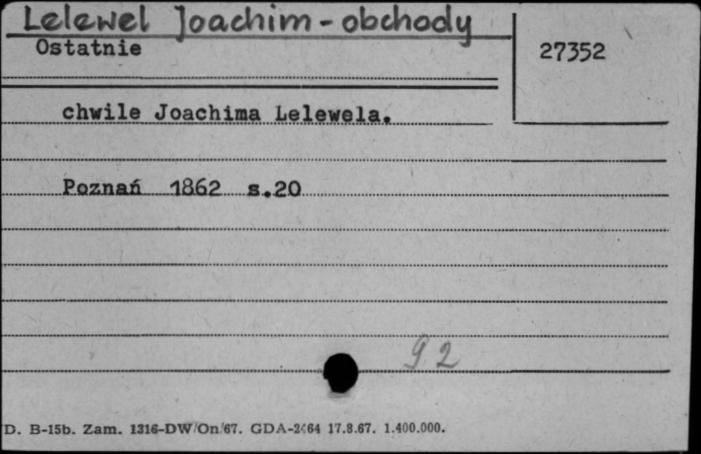 Lelewel Joachim - obchody
Ostatnie
27352
chwile Joachima Lelewela.
Poznań 1862 s.20
92
D. B-15b. Zam. 1316-DW/On/67. GDA-2464 17.8.67. 1.400.000.